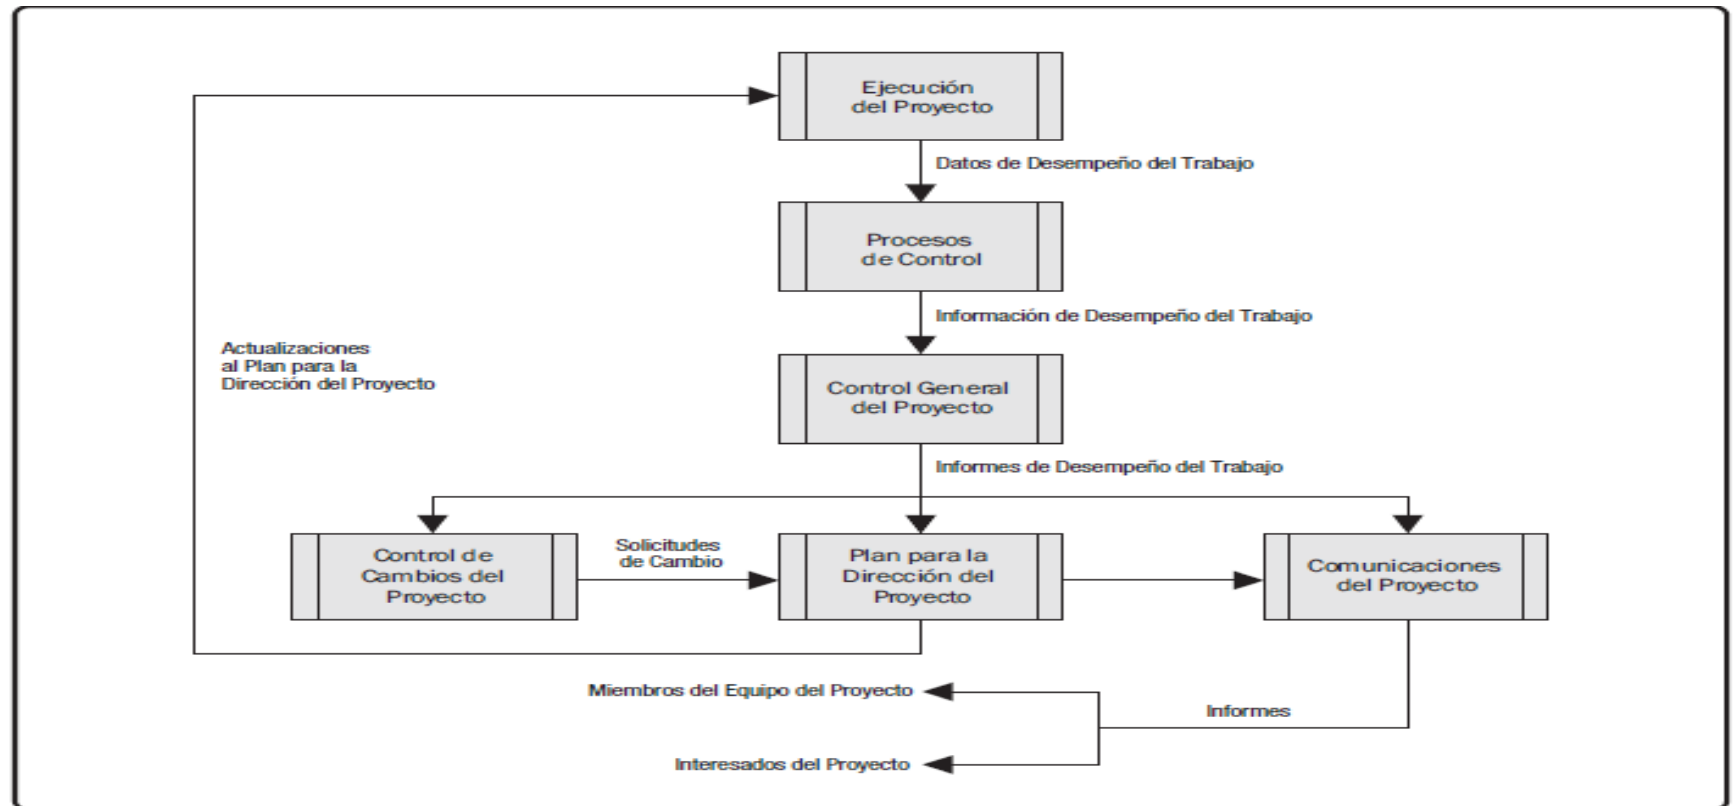 Ejecución
del Proyecto
Datos de Desempeño del Trabajo
Procesos
de Control
Información de Desempeño del Trabajo
Actualizaciones
al Plan para la
Dirección del Proyecto
Control General
del Proyecto
Informes de Desempeño del Trabajo
Control de
Cambios del
Proyecto
Solicitudes
de Cambio
Plan para la
Dirección del
Proyecto
Comunicaciones
del Proyecto
Miembros del Equipo del Proyecto
Informes
Interesados del Proyecto